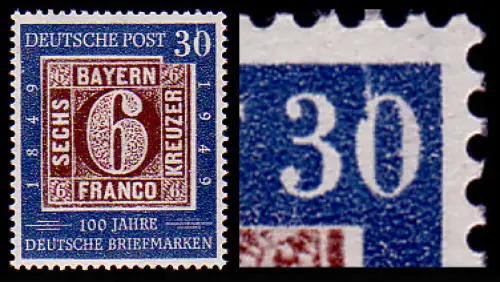 DEUTSCHE POST 30
1849
1949
6 BAYERN 6
SECHS
6
KREUZER
6 FRANCO 6
100 JAHRE
DEUTSCHE BRIEFMARKEN
30